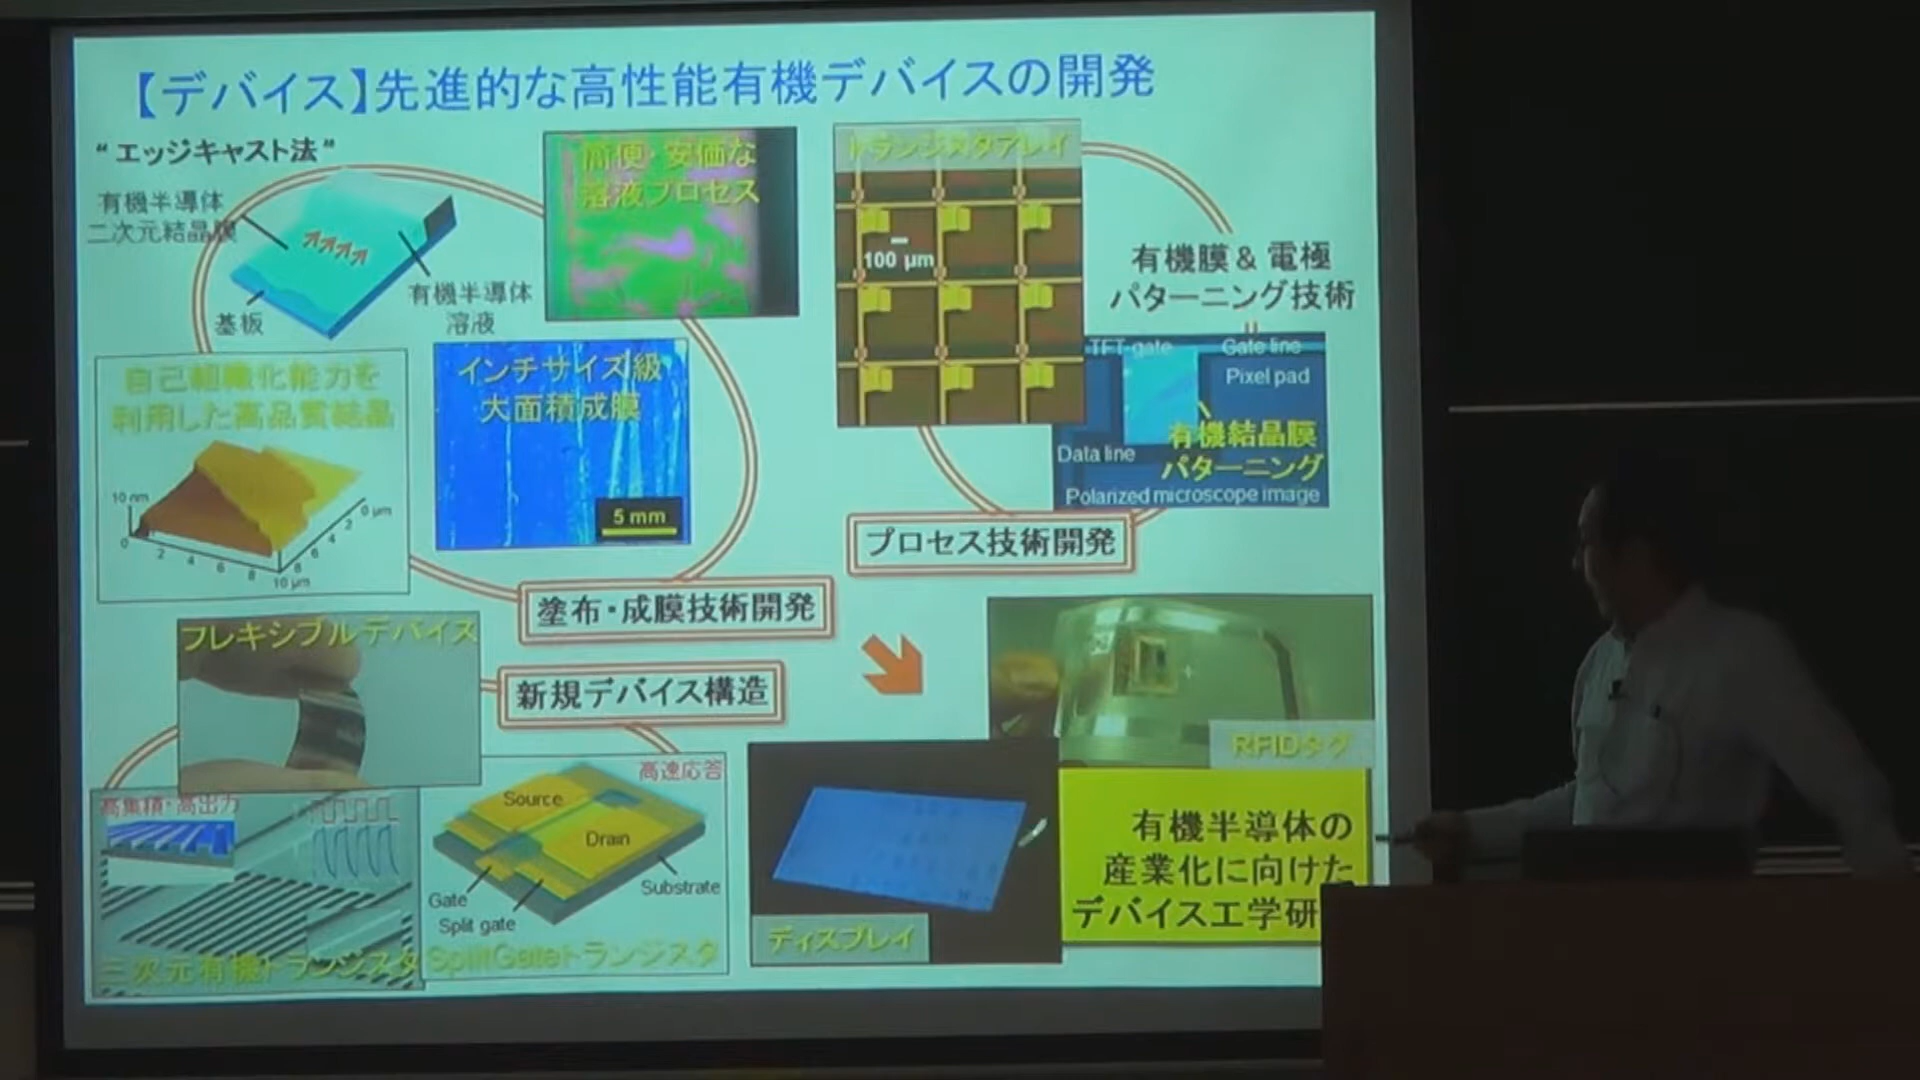 【デバイス】先進的な高性能有機デバイスの開発
“エッジキャスト法”
有機半導体
二次元結晶膜
基板
有機半導体
溶液
簡便・安価な
溶液プロセス
自己組織化能力を
利用した高品質結晶
10 nm
0
2
4
6
8
10 μm
8
6
4
2
0 μm
インチサイズ級
大面積成膜
5 mm
塗布・成膜技術開発
トランジスタアレイ
100 μm
有機膜＆電極
パターニング技術
TFT-gate
Gate line
Pixel pad
Data line
有機結晶膜
パターニング
Polarized microscope image
プロセス技術開発
フレキシブルデバイス
新規デバイス構造
高集積・高出力
三次元有機トランジスタ
高速応答
Source
Drain
Gate
Split gate
Substrate
SplitGateトランジスタ
RFIDタグ
ディスプレイ
有機半導体の
産業化に向けた
デバイス工学研